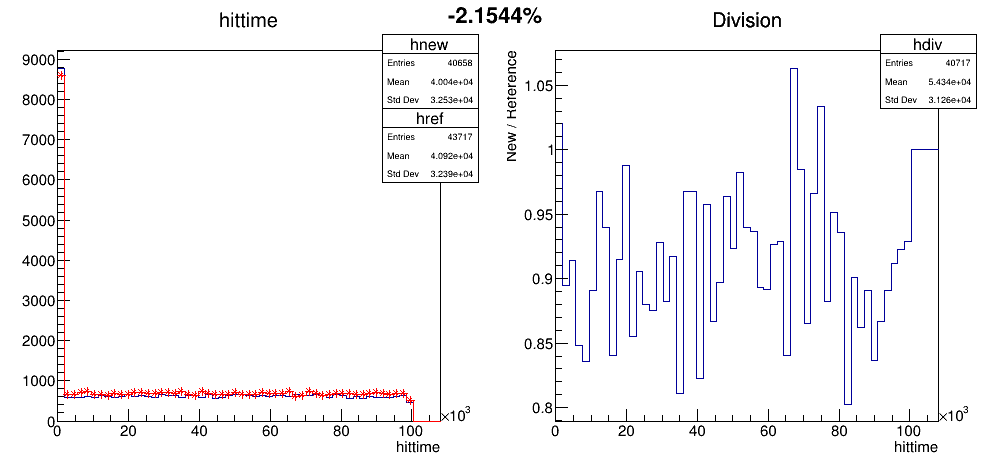 -2.1544%
hittime
hnew
Entries 40658
Mean 4.004e+04
Std Dev 3.253e+04
href
Entries 43717
Mean 4.092e+04
Std Dev 3.239e+04
9000
8000
7000
6000
5000
4000
3000
2000
1000
0
0 20 40 60 80 100
×10³
hittime
Division
hdiv
Entries 40717
Mean 5.434e+04
Std Dev 3.126e+04
New / Reference
1.05
1
0.95
0.9
0.85
0.8
0 20 40 60 80 100
×10³
hittime